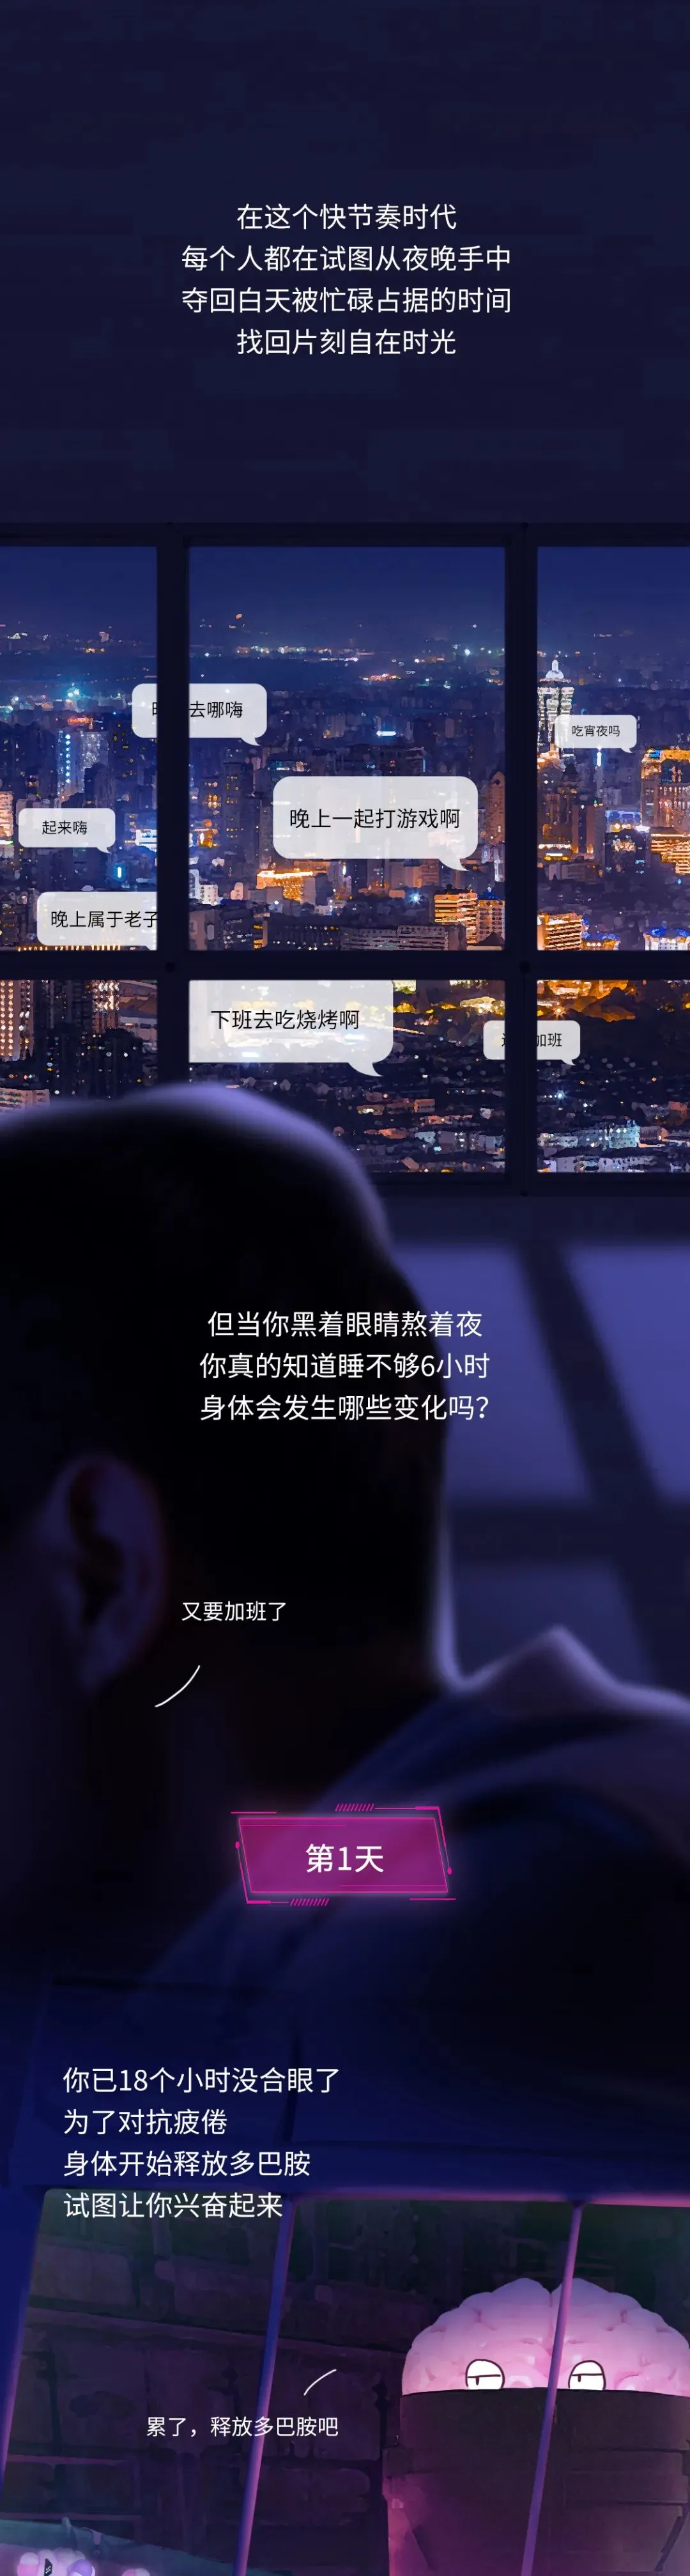 在这个快节奏时代
每个人都在试图从夜晚手中
夺回白天被忙碌占据的时间
找回片刻自在时光
去哪嗨
吃宵夜吗
晚上一起打游戏啊
起来嗨
晚上属于老子
下班去吃烧烤啊
加班
但当你黑着眼睛熬着夜
你真的知道睡不够6小时
身体会发生哪些变化吗?
又要加班了
第1天
你已18个小时没合眼了
为了对抗疲倦
身体开始释放多巴胺
试图让你兴奋起来
累了，释放多巴胺吧